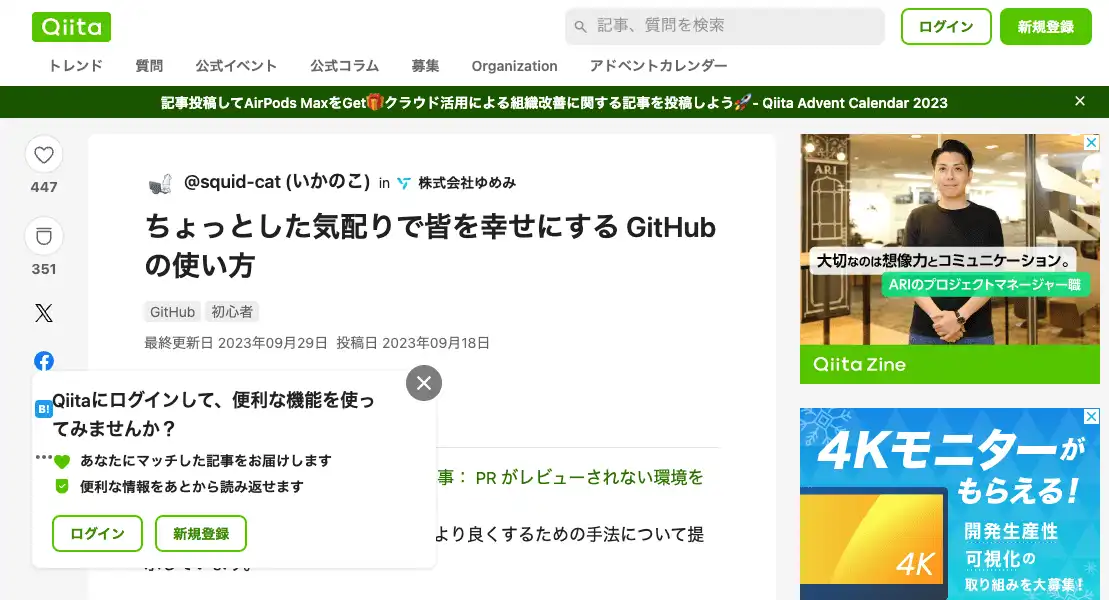 Qiita
記事、質問を検索
ログイン
新規登録
トレンド 質問 公式イベント 公式コラム 募集 Organization アドベントカレンダー
記事投稿してAirPods MaxをGet🎁クラウド活用による組織改善に関する記事を投稿しよう🚀- Qiita Advent Calendar 2023
447
351
@squid-cat (いかのこ) in 株式会社ゆめみ
ちょっとした気配りで皆を幸せにする GitHub
の使い方
GitHub 初心者
最終更新日 2023年09月29日 投稿日 2023年09月18日
B!
Qiitaにログインして、便利な機能を使っ
てみませんか？
あなたにマッチした記事をお届けします
便利な情報をあとから読み返せます
ログイン 新規登録
事： PR がレビューされない環境を
より良くするための手法について提
ARI
大切なのは想像力とコミュニケーション。
ARIのプロジェクトマネージャー職
Qiita Zine
4Kモニターが
もらえる!
開発生産性
可視化の
取り組みを大募集!
4K